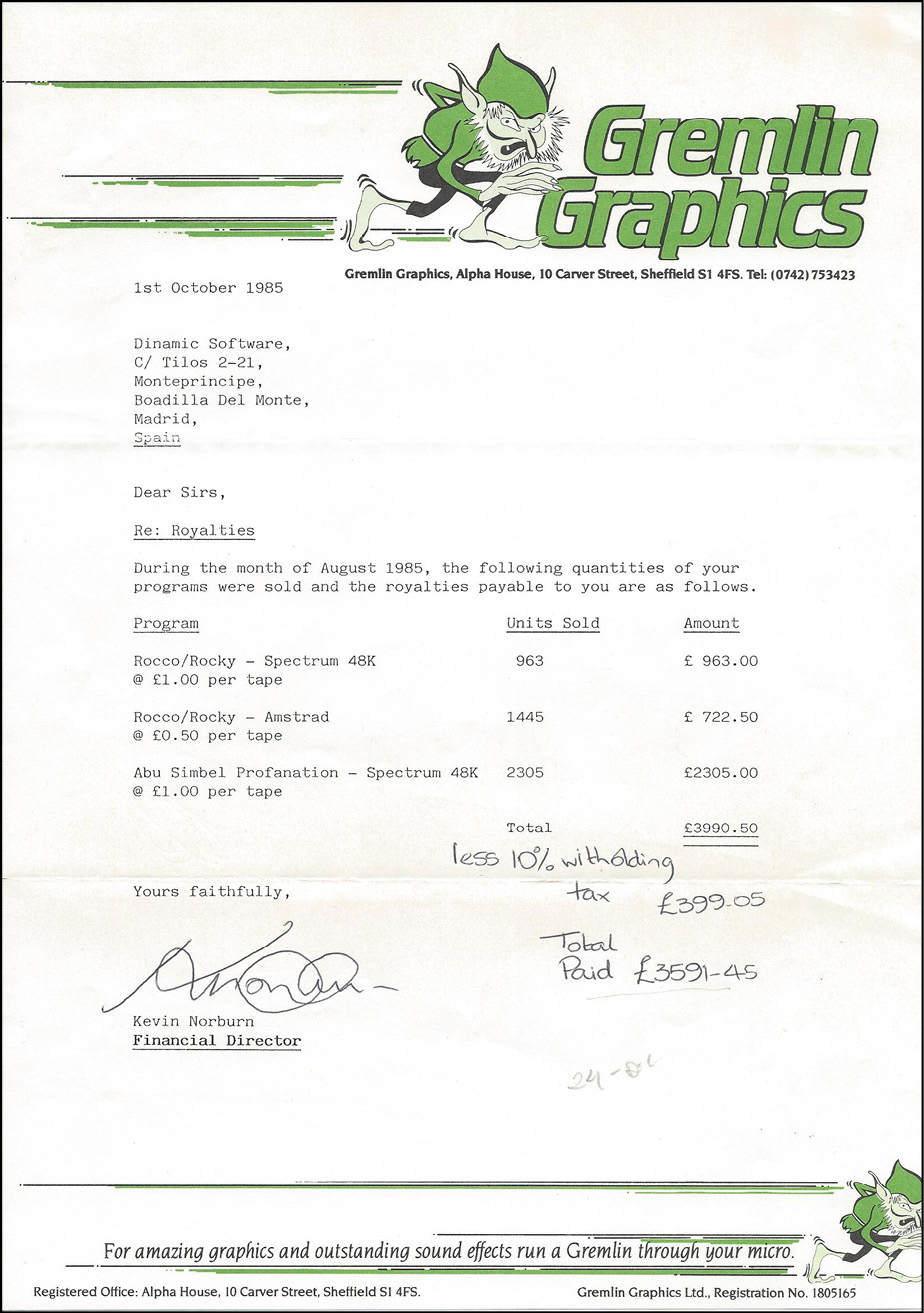 Gremlin
Graphics
Gremlin Graphics, Alpha House, 10 Carver Street, Sheffield S1 4FS. Tel: (0742) 753423
1st October 1985
Dinamic Software,
C/ Tilos 2-21,
Monteprincipe,
Boadilla Del Monte,
Madrid,
Spain
Dear Sirs,
Re: Royalties
During the month of August 1985, the following quantities of your
programs were sold and the royalties payable to you are as follows.
Program Units Sold Amount
Rocco/Rocky - Spectrum 48K 963 £ 963.00
@ £1.00 per tape
Rocco/Rocky - Amstrad 1445 £ 722.50
@ £0.50 per tape
Abu Simbel Profanation - Spectrum 48K 2305 £2305.00
@ £1.00 per tape
Total £3990.50
less 10% witholding
tax £399-05
Yours faithfully,
Total
Paid £3591-45
Kevin Norburn
Financial Director
For amazing graphics and outstanding sound effects run a Gremlin through your micro.
Registered Office: Alpha House, 10 Carver Street, Sheffield S1 4FS. Gremlin Graphics Ltd., Registration No. 1805165